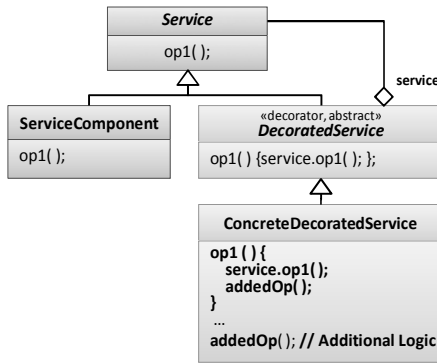 Service
op1( );
service
ServiceComponent
op1( );
«decorator, abstract»
DecoratedService
op1( ) {service.op1( ); };
ConcreteDecoratedService
op1 ( ) {
service.op1( );
addedOp( );
}
...
addedOp( ); // Additional Logic